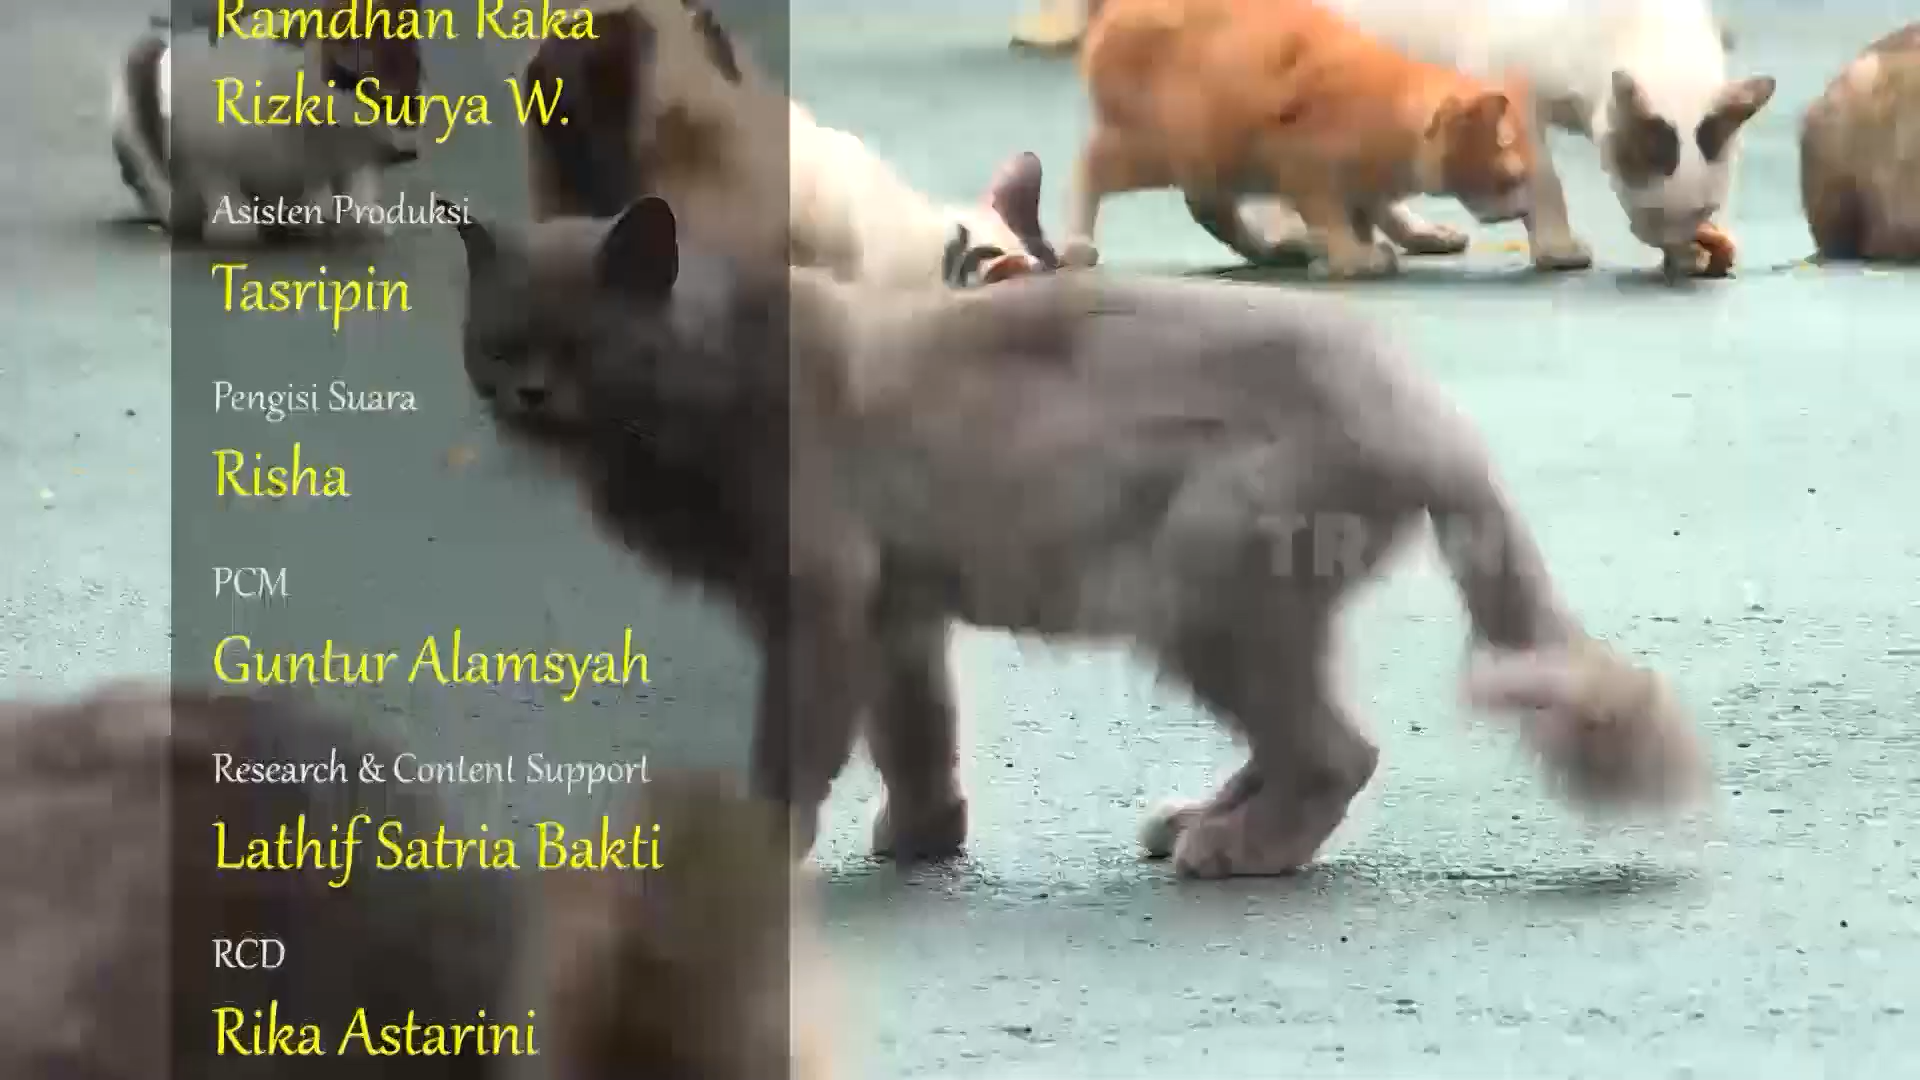 Ramdhan Raka
Rizki Surya W.
Asisten Produksi
Tasripin
Pengisi Suara
Risha
PCM
Guntur Alamsyah
Research & Content Support
Lathif Satria Bakti
RCD
Rika Astarini
TRANS